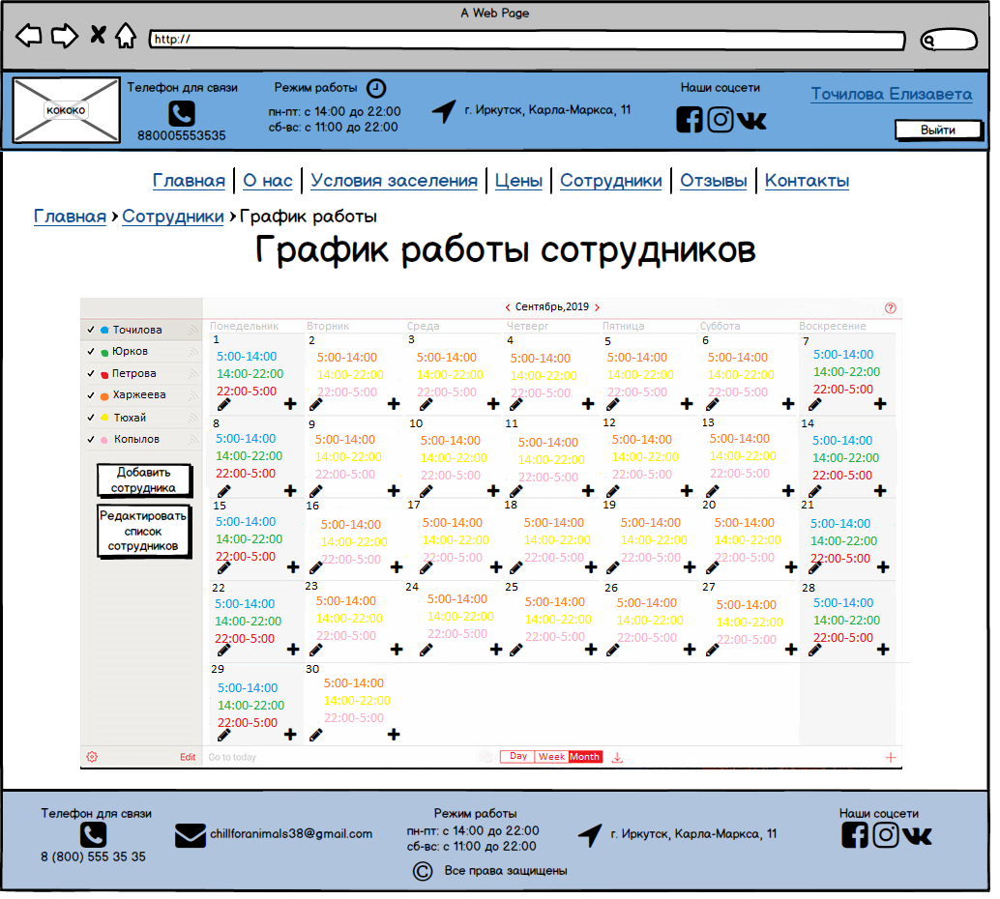 A Web Page
http://
КОКОКО
Телефон для связи
880005553535
Режим работы
пн-пт: с 14:00 до 22:00
сб-вс: с 11:00 до 22:00
г. Иркутск, Карла-Маркса, 11
Наши соцсети
Точилова Елизавета
Выйти
Главная | О нас | Условия заселения | Цены | Сотрудники | Отзывы | Контакты
Главная › Сотрудники › График работы
График работы сотрудников
Сентябрь,2019
Точилова
Юрков
Петрова
Харжеева
Тюхай
Копылов
Добавить
сотрудника
Редактировать
список
сотрудников
Понедельник Вторник Среда Четверг Пятница Суббота Воскресение
1 2 3 4 5 6 7
5:00-14:00 5:00-14:00 5:00-14:00 5:00-14:00 5:00-14:00 5:00-14:00 5:00-14:00
14:00-22:00 14:00-22:00 14:00-22:00 14:00-22:00 14:00-22:00 14:00-22:00 14:00-22:00
22:00-5:00 22:00-5:00 22:00-5:00 22:00-5:00 22:00-5:00 22:00-5:00 22:00-5:00
8 9 10 11 12 13 14
5:00-14:00 5:00-14:00 5:00-14:00 5:00-14:00 5:00-14:00 5:00-14:00 5:00-14:00
14:00-22:00 14:00-22:00 14:00-22:00 14:00-22:00 14:00-22:00 14:00-22:00 14:00-22:00
22:00-5:00 22:00-5:00 22:00-5:00 22:00-5:00 22:00-5:00 22:00-5:00 22:00-5:00
15 16 17 18 19 20 21
5:00-14:00 5:00-14:00 5:00-14:00 5:00-14:00 5:00-14:00 5:00-14:00 5:00-14:00
14:00-22:00 14:00-22:00 14:00-22:00 14:00-22:00 14:00-22:00 14:00-22:00 14:00-22:00
22:00-5:00 22:00-5:00 22:00-5:00 22:00-5:00 22:00-5:00 22:00-5:00 22:00-5:00
22 23 24 25 26 27 28
5:00-14:00 5:00-14:00 5:00-14:00 5:00-14:00 5:00-14:00 5:00-14:00 5:00-14:00
14:00-22:00 14:00-22:00 14:00-22:00 14:00-22:00 14:00-22:00 14:00-22:00 14:00-22:00
22:00-5:00 22:00-5:00 22:00-5:00 22:00-5:00 22:00-5:00 22:00-5:00 22:00-5:00
29 30
5:00-14:00 5:00-14:00
14:00-22:00 14:00-22:00
22:00-5:00 22:00-5:00
Edit Go to today Day Week Month
Телефон для связи
8 (800) 555 35 35
chillforanimals38@gmail.com
Режим работы
пн-пт: с 14:00 до 22:00
сб-вс: с 11:00 до 22:00
г. Иркутск, Карла-Маркса, 11
Наши соцсети
© Все права защищены